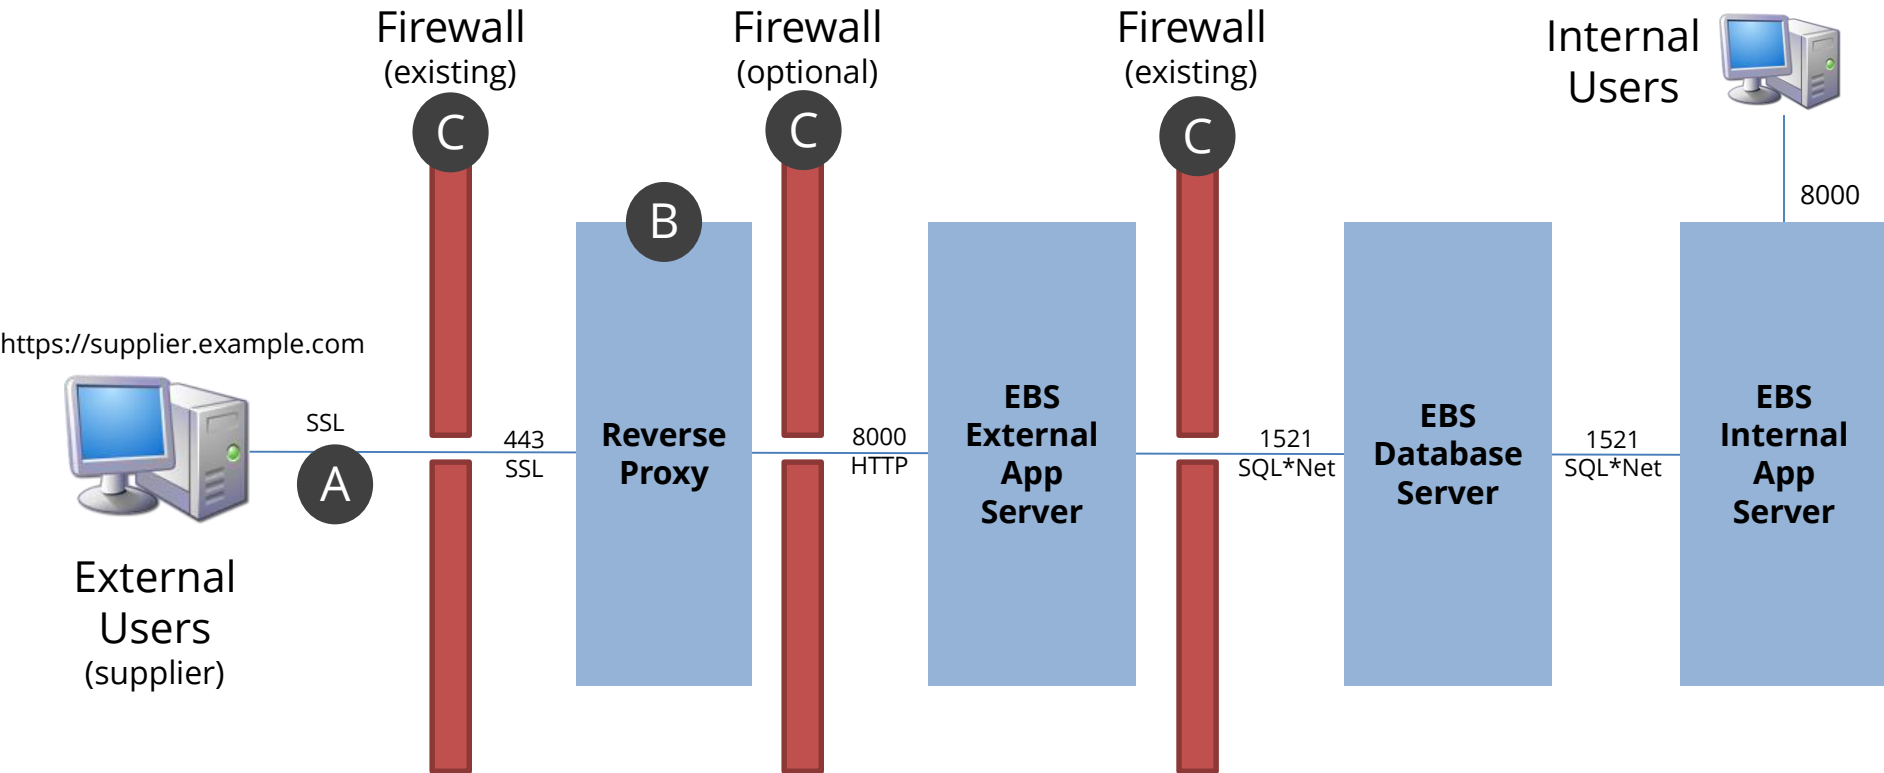 Firewall
(existing)
C
Firewall
(optional)
C
Firewall
(existing)
C
Internal
Users
8000
B
https://supplier.example.com
SSL
A
External
Users
(supplier)
443
SSL
Reverse
Proxy
8000
HTTP
EBS
External
App
Server
1521
SQL*Net
EBS
Database
Server
1521
SQL*Net
EBS
Internal
App
Server